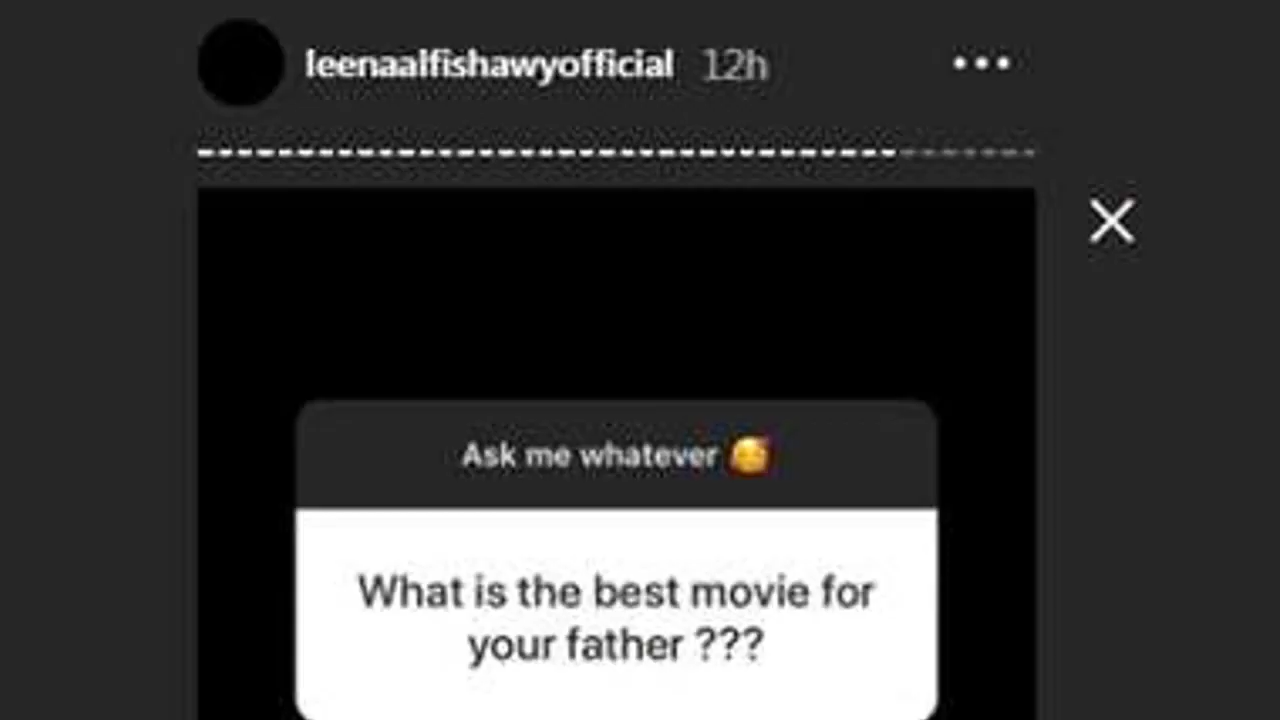 leenaalfishawyofficial 12h
Ask me whatever 🥰
What is the best movie for
your father ???